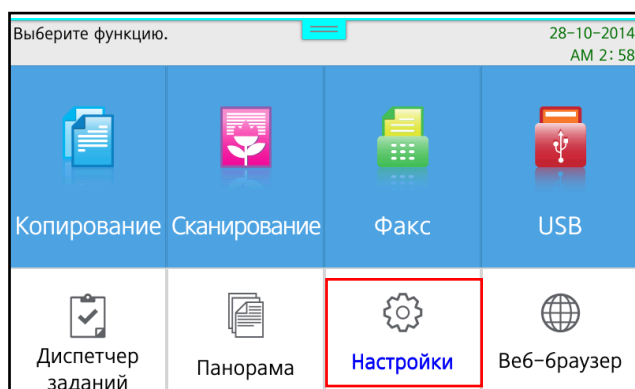 Выберите функцию.
28-10-2014
AM 2:58
Копирование
Сканирование
Факс
USB
Диспетчер
заданий
Панорама
Настройки
Веб-браузер